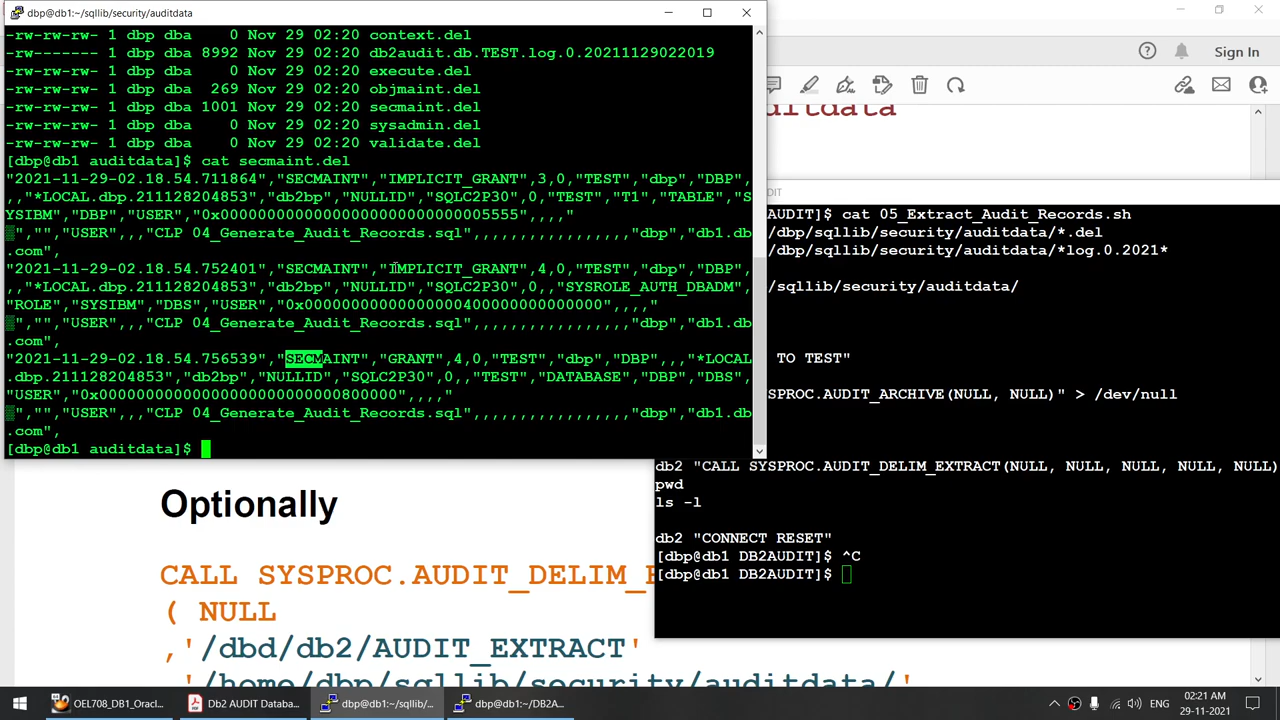 dbp@db1:~/sqllib/security/auditdata
-rw-rw-rw- 1 dbp dba    0 Nov 29 02:20 context.del
-rw------- 1 dbp dba 8992 Nov 29 02:20 db2audit.db.TEST.log.0.20211129022019
-rw-rw-rw- 1 dbp dba    0 Nov 29 02:20 execute.del
-rw-rw-rw- 1 dbp dba  269 Nov 29 02:20 objmaint.del
-rw-rw-rw- 1 dbp dba 1001 Nov 29 02:20 secmaint.del
-rw-rw-rw- 1 dbp dba    0 Nov 29 02:20 sysadmin.del
-rw-rw-rw- 1 dbp dba    0 Nov 29 02:20 validate.del
[dbp@db1 auditdata]$ cat secmaint.del
"2021-11-29-02.18.54.711864","SECMAINT","IMPLICIT_GRANT",3,0,"TEST","dbp","DBP",
,,"*LOCAL.dbp.211128204853","db2bp","NULLID","SQLC2P30",0,"TEST","T1","TABLE","S
YSIBM","DBP","USER","0x00000000000000000000000000005555",,,,"
","","USER",,,"CLP 04_Generate_Audit_Records.sql",,,,,,,,,,,,,,,,,"dbp","db1.db
.com",
"2021-11-29-02.18.54.752401","SECMAINT","IMPLICIT_GRANT",4,0,"TEST","dbp","DBP",
,,"*LOCAL.dbp.211128204853","db2bp","NULLID","SQLC2P30",0,,"SYSROLE_AUTH_DBADM",
"ROLE","SYSIBM","DBS","USER","0x00000000000000000040000000000000",,,,"
","","USER",,,"CLP 04_Generate_Audit_Records.sql",,,,,,,,,,,,,,,,,"dbp","db1.db
.com",
"2021-11-29-02.18.54.756539","SECMAINT","GRANT",4,0,"TEST","dbp","DBP",,,"*LOCAL
.dbp.211128204853","db2bp","NULLID","SQLC2P30",0,,"TEST","DATABASE","DBP","DBS",
"USER","0x00000000000000000000000000800000",,,,"
","","USER",,,"CLP 04_Generate_Audit_Records.sql",,,,,,,,,,,,,,,,,"dbp","db1.db
.com",
[dbp@db1 auditdata]$
Sign In
AUDIT]$ cat 05_Extract_Audit_Records.sh
/dbp/sqllib/security/auditdata/*.del
/dbp/sqllib/security/auditdata/*log.0.2021*
/sqllib/security/auditdata/
TO TEST"
SPROC.AUDIT_ARCHIVE(NULL, NULL)" > /dev/null
db2 "CALL SYSPROC.AUDIT_DELIM_EXTRACT(NULL, NULL, NULL, NULL, NULL)
pwd
ls -l
db2 "CONNECT RESET"
[dbp@db1 DB2AUDIT]$ ^C
[dbp@db1 DB2AUDIT]$
Optionally
CALL SYSPROC.AUDIT_DELIM_E
( NULL
,'/dbd/db2/AUDIT_EXTRACT'
,'/home/dbp/sqllib/security/auditdata/'
OEL708_DB1_Oracl...
Db2 AUDIT Databa...
dbp@db1:~/sqllib/...
dbp@db1:~/DB2A...
ENG
02:21 AM
29-11-2021